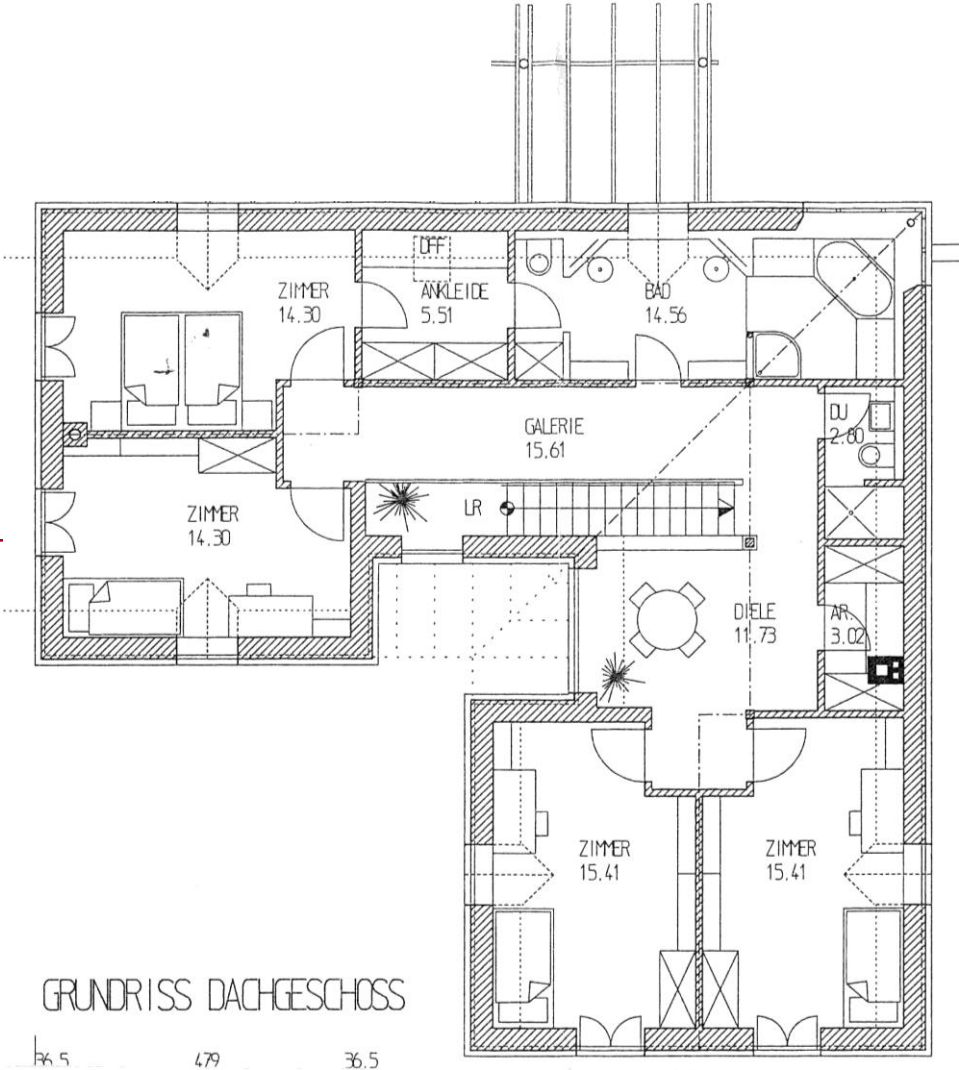 DFF
ZIMMER
14.30
ANKLEIDE
5.51
BAD
14.56
GALERIE
15.61
DU
2.80
LR
ZIMMER
14.30
DIELE
11.73
AR.
3.02
ZIMMER
15.41
ZIMMER
15.41
GRUNDRISS DACHGESCHOSS
36.5 479 36.5